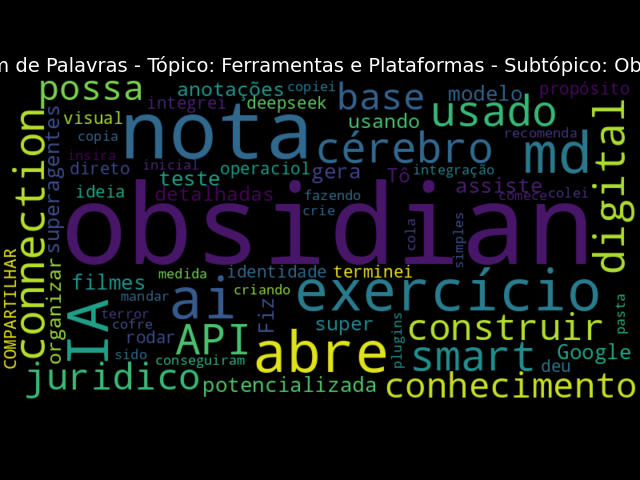 m de Palavras - Tópico: Ferramentas e Plataformas - Subtópico: Ob
possa
anotações
copiei
propósito
integrei
deepseek
base
modelo
visual
nota
usando
usado
copia
cérebro
recomenda
md
insira
direto
inicial
operaciol
gera
Tô
integração
teste
assiste
connection
superagentes
digital
ideia
detalhadas
fazendo
comece
colei
crie
obsidian
cola
simples
COMPARTILHAR
organizar
IA
filmes
medida
identidade
terminei
mandar
ai
criando
exercício
terror
cofre
Fiz
super
construir
pasta
rodar
API
abre
plugins
smart
Google
sido
conseguiram
deu
juridico
potencializada
conhecimento